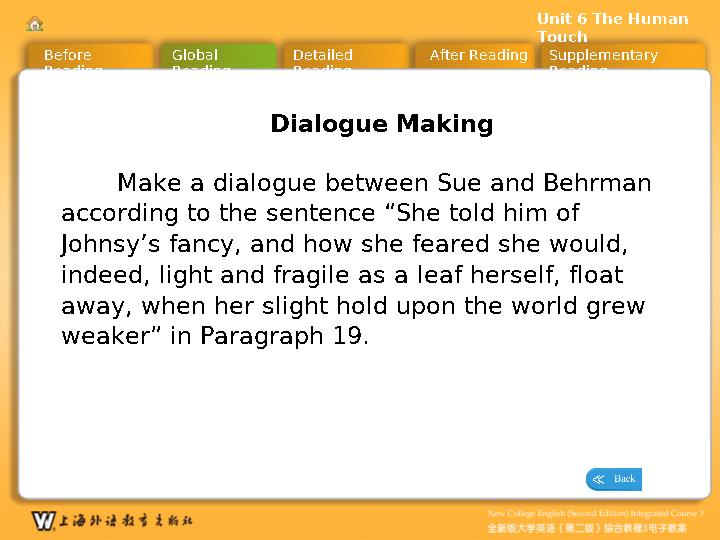 Unit 6 The Human
Touch
Before
Reading
Global
Reading
Detailed
Reading
After Reading
Supplementary
Reading
Dialogue Making
Make a dialogue between Sue and Behrman
according to the sentence “She told him of
Johnsy’s fancy, and how she feared she would,
indeed, light and fragile as a leaf herself, float
away, when her slight hold upon the world grew
weaker” in Paragraph 19.
Back
New College English (Second Edition) Integrated Course 3
全新版大学英语（第二版）综合教程3电子教案
W 上海外语教育出版社